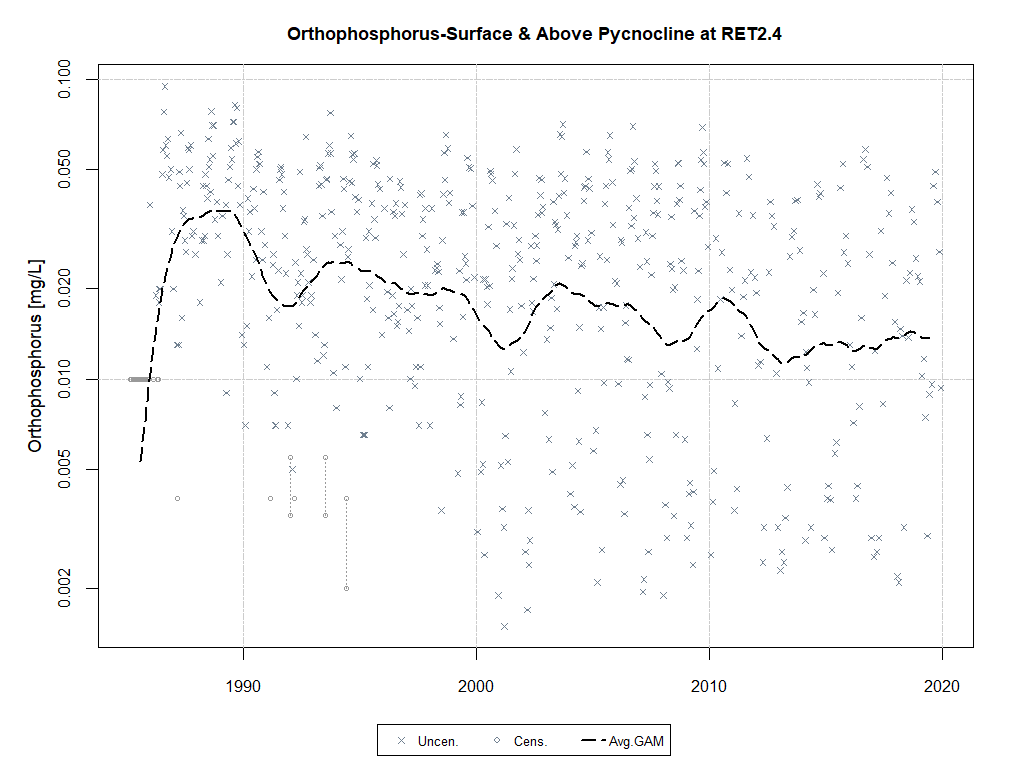 Orthophosphorus-Surface & Above Pycnocline at RET2.4
Orthophosphorus [mg/L]
0.100
0.050
0.020
0.010
0.005
0.002
1990 2000 2010 2020
Uncen. Cens. Avg.GAM